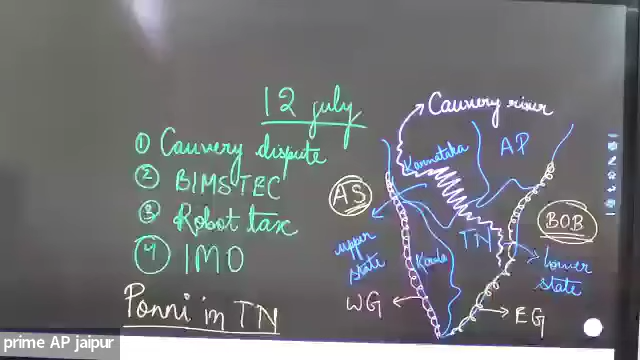 12 july
① Cauvery dispute
② BIMSTEC
③ Robot tax
④ IMO
Ponni in TN
Cauvery river
Karnataka
AP
AS
BOB
TN
upper state
Kerala
lower state
WG
EG
prime AP jaipur